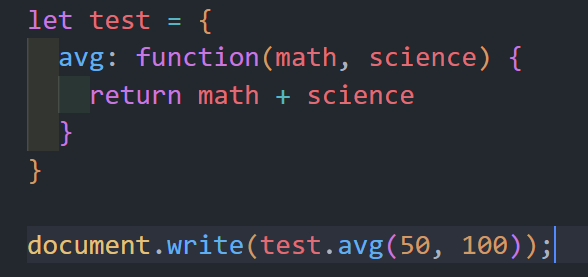 let test = {
  avg: function(math, science) {
    return math + science
  }
}

document.write(test.avg(50, 100));